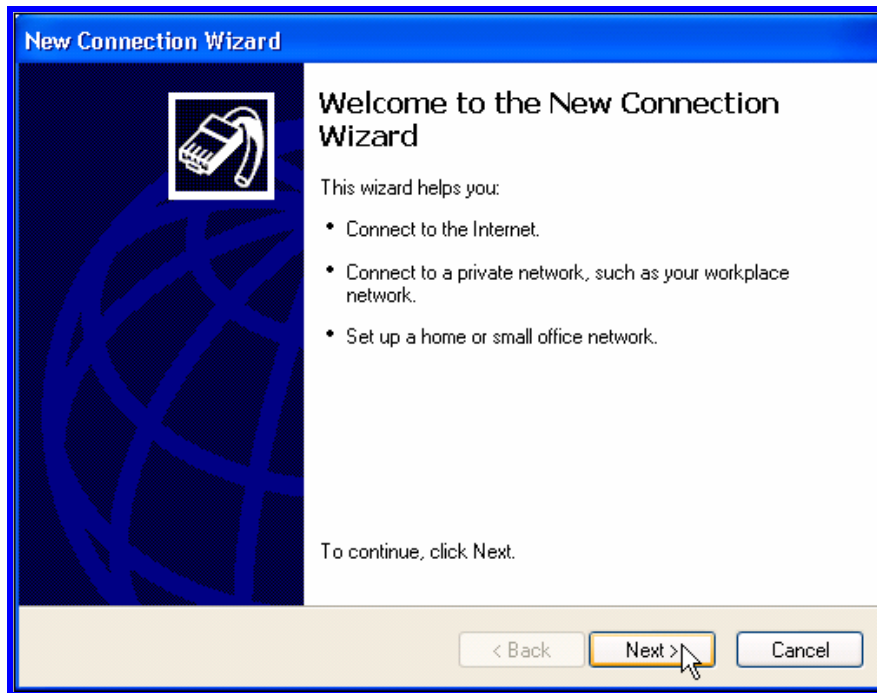 New Connection Wizard
Welcome to the New Connection
Wizard
This wizard helps you:
• Connect to the Internet.
• Connect to a private network, such as your workplace
network.
• Set up a home or small office network.
To continue, click Next.
< Back Next > Cancel